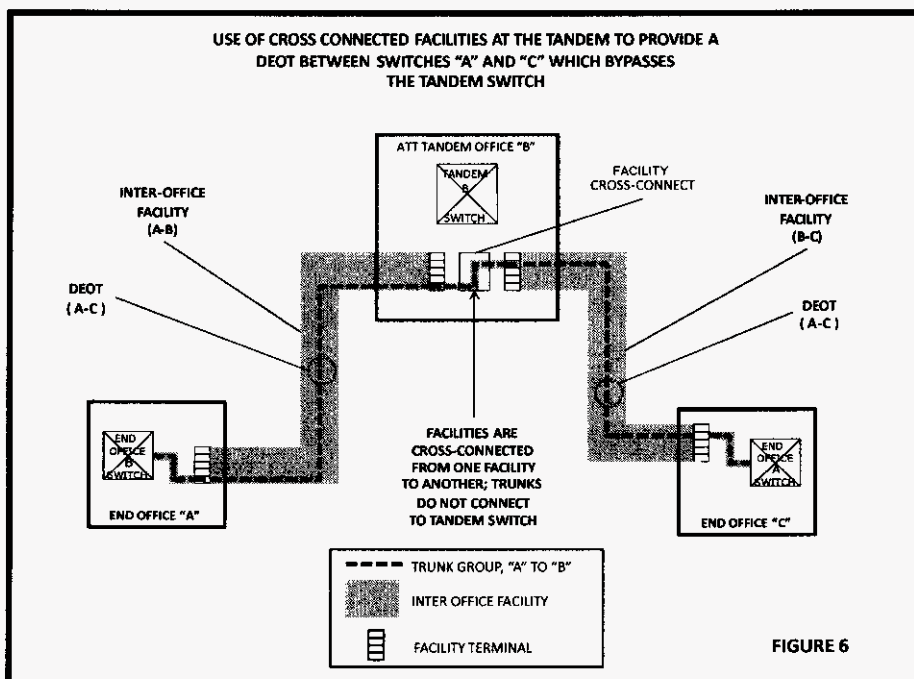 USE OF CROSS CONNECTED FACILITIES AT THE TANDEM TO PROVIDE A
DEOT BETWEEN SWITCHES "A" AND "C" WHICH BYPASSES
THE TANDEM SWITCH
ATT TANDEM OFFICE "B"
TANDEM
B
SWITCH
FACILITY
CROSS-CONNECT
INTER-OFFICE
FACILITY
(A-B)
INTER-OFFICE
FACILITY
(B-C)
DEOT
( A-C )
DEOT
( A-C )
END
OFFICE
B
SWITCH
END OFFICE "A"
FACILITIES ARE
CROSS-CONNECTED
FROM ONE FACILITY
TO ANOTHER; TRUNKS
DO NOT CONNECT
TO TANDEM SWITCH
END
OFFICE
A
SWITCH
END OFFICE "C"
TRUNK GROUP, "A" TO "B"
INTER OFFICE FACILITY
FACILITY TERMINAL
FIGURE 6